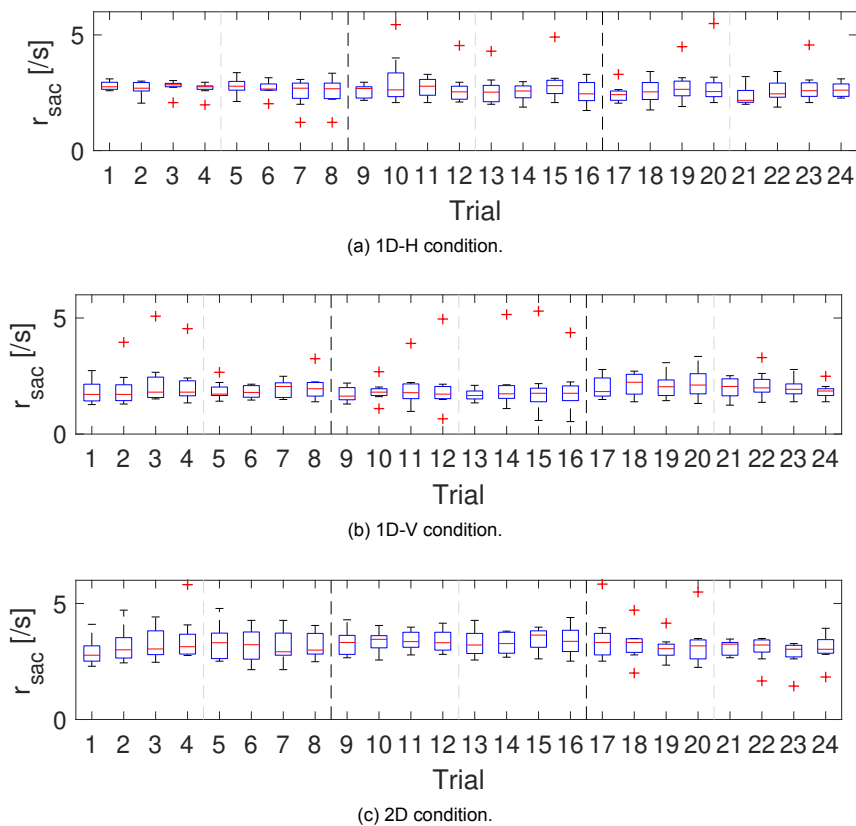 r_sac [/s]
5
0
1 2 3 4 5 6 7 8 9 10 11 12 13 14 15 16 17 18 19 20 21 22 23 24
Trial
(a) 1D-H condition.
r_sac [/s]
5
0
1 2 3 4 5 6 7 8 9 10 11 12 13 14 15 16 17 18 19 20 21 22 23 24
Trial
(b) 1D-V condition.
r_sac [/s]
5
0
1 2 3 4 5 6 7 8 9 10 11 12 13 14 15 16 17 18 19 20 21 22 23 24
Trial
(c) 2D condition.